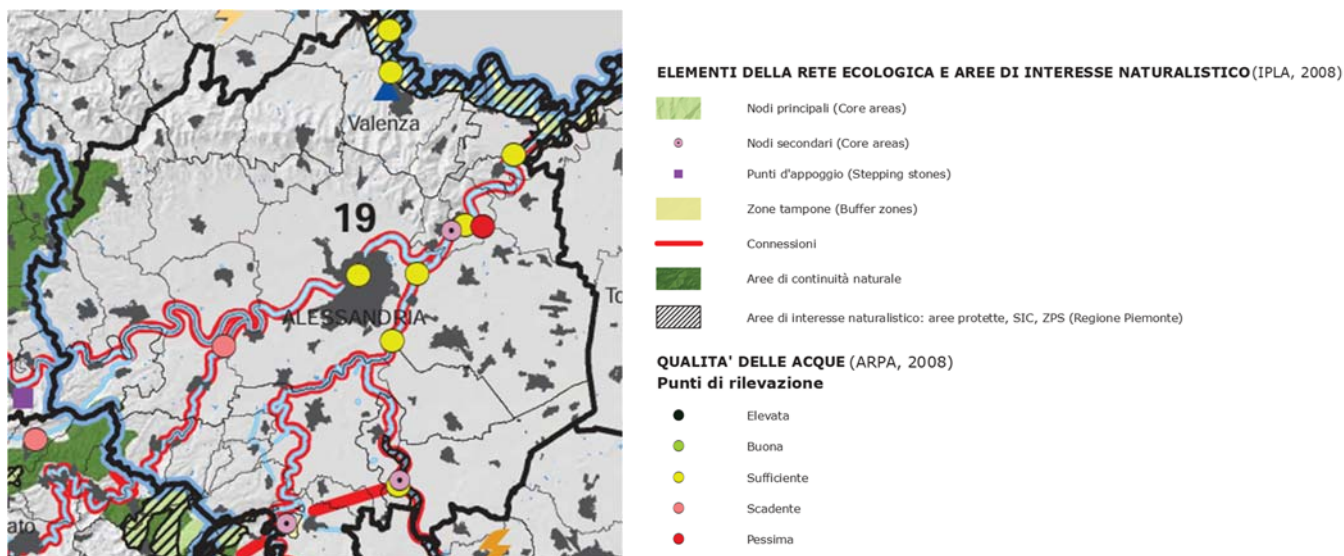 Valenza
19
ALESSANDRIA
To
ato
ELEMENTI DELLA RETE ECOLOGICA E AREE DI INTERESSE NATURALISTICO(IPLA, 2008)
Nodi principali (Core areas)
Nodi secondari (Core areas)
Punti d'appoggio (Stepping stones)
Zone tampone (Buffer zones)
Connessioni
Aree di continuità naturale
Aree di interesse naturalistico: aree protette, SIC, ZPS (Regione Piemonte)
QUALITA' DELLE ACQUE (ARPA, 2008)
Punti di rilevazione
Elevata
Buona
Sufficiente
Scadente
Pessima